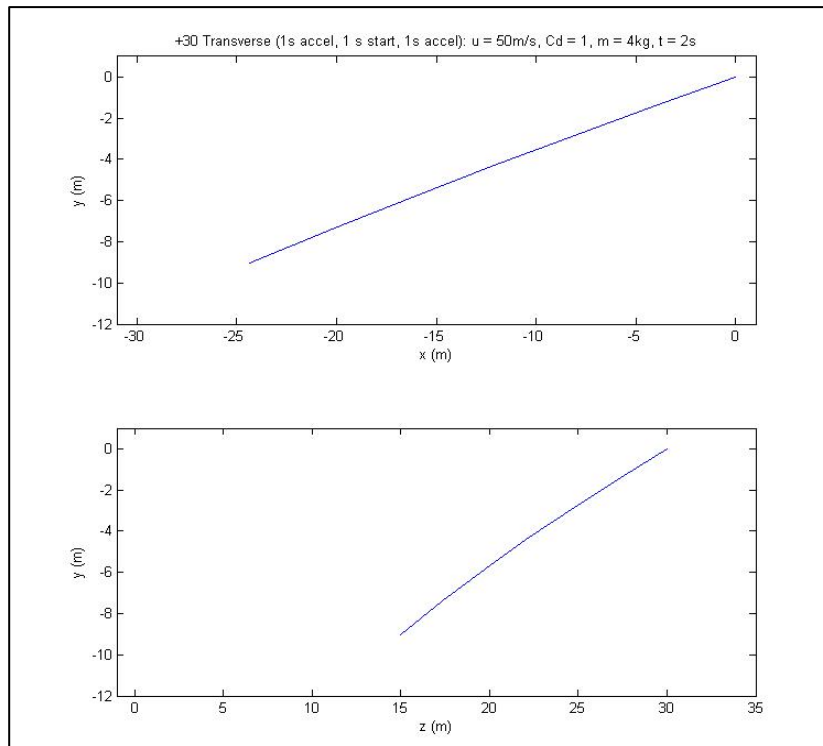 +30 Transverse (1s accel, 1 s start, 1s accel): u = 50m/s, Cd = 1, m = 4kg, t = 2s
0
-2
-4
-6
-8
-10
-12
y (m)
-30 -25 -20 -15 -10 -5 0
x (m)
0
-2
-4
-6
-8
-10
-12
y (m)
0 5 10 15 20 25 30 35
z (m)